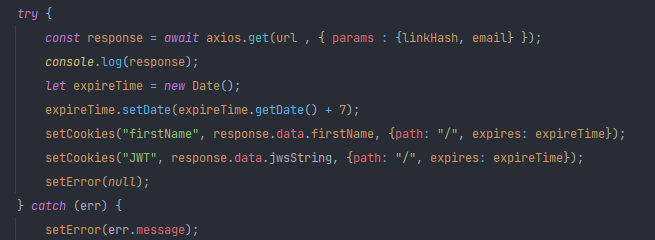 try {
const response = await axios.get(url , { params : {linkHash, email} });
console.log(response);
let expireTime = new Date();
expireTime.setDate(expireTime.getDate() + 7);
setCookies("firstName", response.data.firstName, {path: "/", expires: expireTime});
setCookies("JWT", response.data.jwsString, {path: "/", expires: expireTime});
setError(null);
} catch (err) {
setError(err.message);